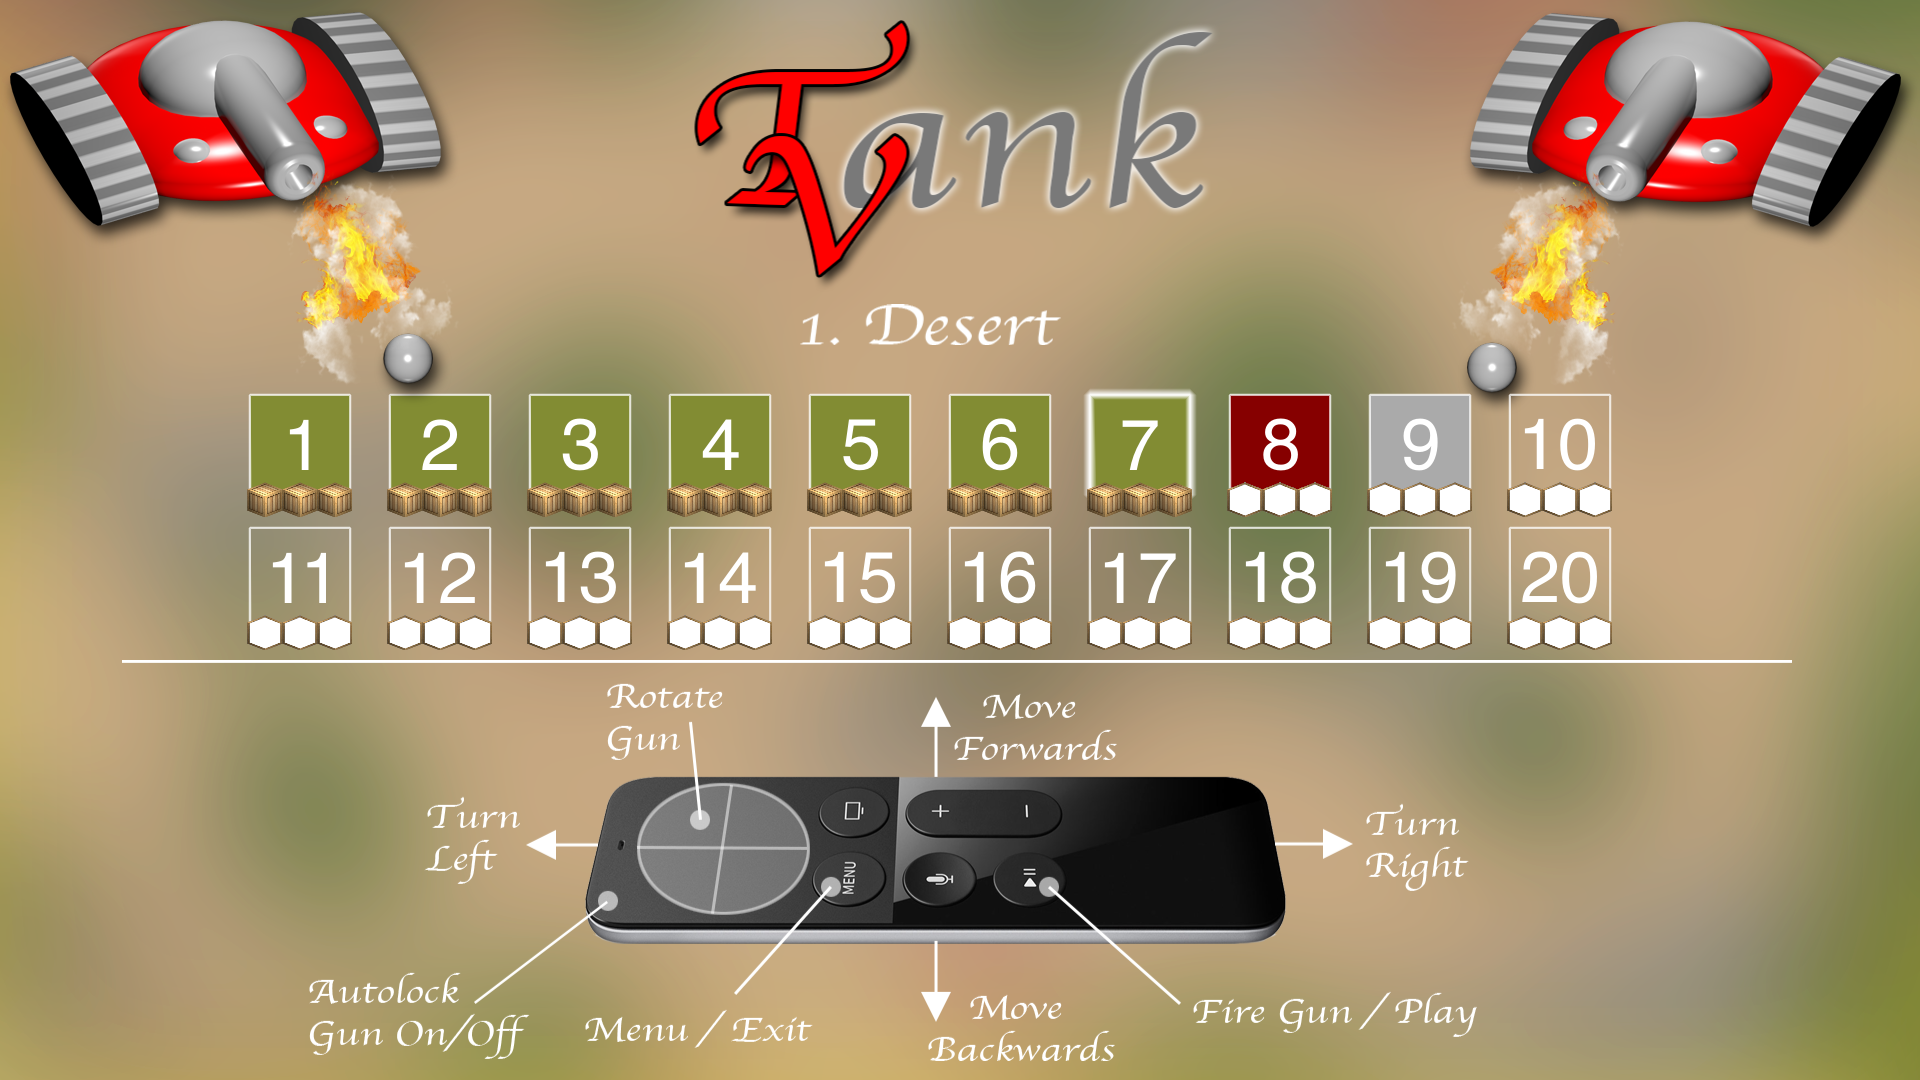 Tank
TV
1. Desert
1 2 3 4 5 6 7 8 9 10
11 12 13 14 15 16 17 18 19 20
Rotate
Gun
Move
Forwards
Turn
Left
+ −
MENU
Turn
Right
Autolock
Gun On/Off
Menu / Exit
Move
Backwards
Fire Gun / Play